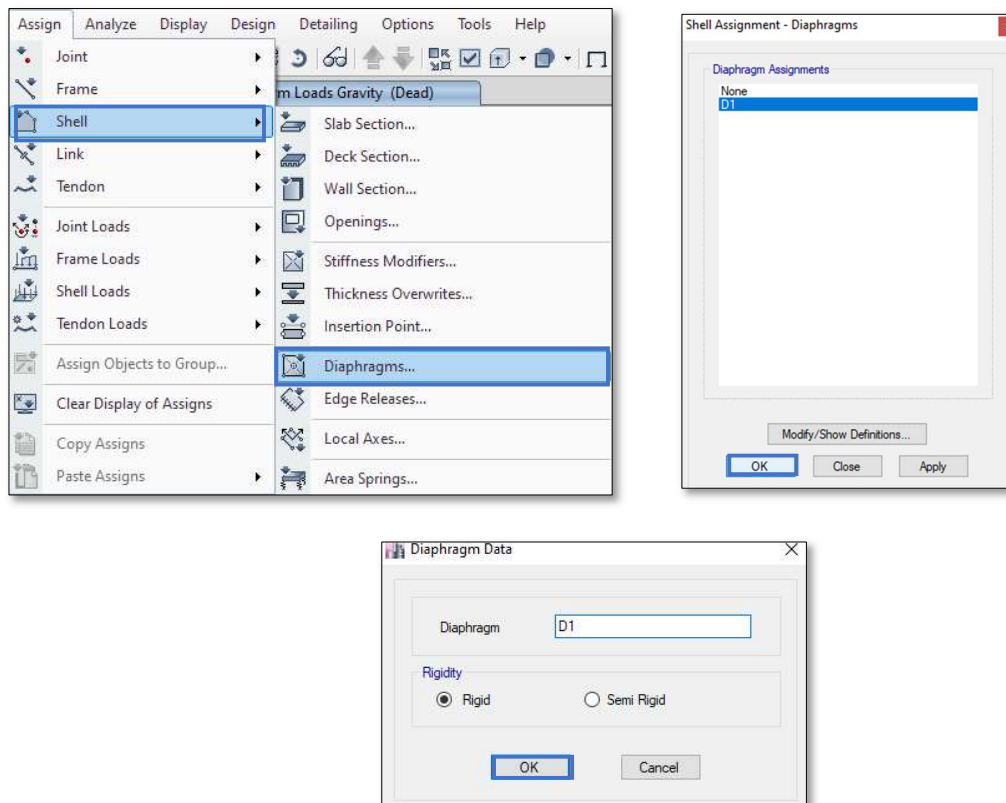 Assign Analyze Display Design Detailing Options Tools Help
Joint
Frame
Shell
Link
Tendon
Joint Loads
Frame Loads
Shell Loads
Tendon Loads
Assign Objects to Group...
Clear Display of Assigns
Copy Assigns
Paste Assigns
m Loads Gravity (Dead)
Slab Section...
Deck Section...
Wall Section...
Openings...
Stiffness Modifiers...
Thickness Overwrites...
Insertion Point...
Diaphragms...
Edge Releases...
Local Axes...
Area Springs...
Shell Assignment - Diaphragms
Diaphragm Assignments
None
D1
Modify/Show Definitions...
OK Close Apply
Diaphragm Data
Diaphragm D1
Rigidity
Rigid Semi Rigid
OK Cancel